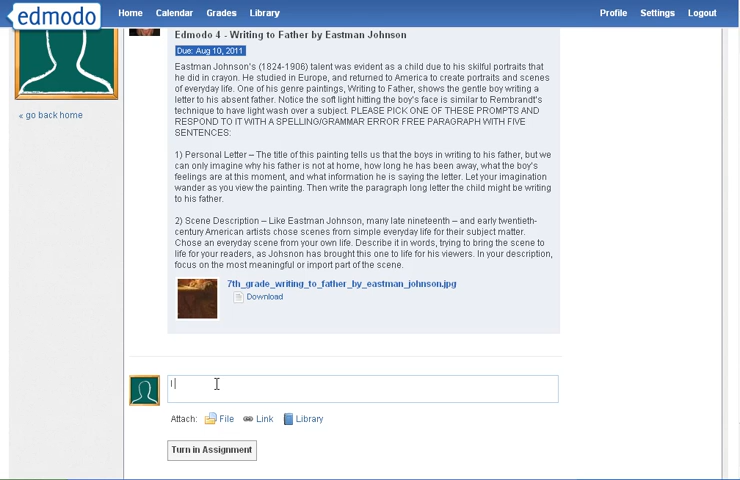 edmodo
Home Calendar Grades Library Profile Settings Logout
Edmodo 4 - Writing to Father by Eastman Johnson
Due: Aug 10, 2011
Eastman Johnson's (1824-1906) talent was evident as a child due to his skilful portraits that
he did in crayon. He studied in Europe, and returned to America to create portraits and scenes
of everyday life. One of his genre paintings, Writing to Father, shows the gentle boy writing a
letter to his absent father. Notice the soft light hitting the boy's face is similar to Rembrandt's
technique to have light wash over a subject. PLEASE PICK ONE OF THESE PROMPTS AND
RESPOND TO IT WITH A SPELLING/GRAMMAR ERROR FREE PARAGRAPH WITH FIVE
SENTENCES:
1) Personal Letter – The title of this painting tells us that the boys in writing to his father, but we
can only imagine why his father is not at home, how long he has been away, what the boy's
feelings are at this moment, and what information he is saying the letter. Let your imagination
wander as you view the painting. Then write the paragraph long letter the child might be writing
to his father.
2) Scene Description – Like Eastman Johnson, many late nineteenth – and early twentieth-
century American artists chose scenes from simple everyday life for their subject matter.
Chose an everyday scene from your own life. Describe it in words, trying to bring the scene to
life for your readers, as Johsnon has brought this one to life for his viewers. In your description,
focus on the most meaningful or import part of the scene.
« go back home
7th_grade_writing_to_father_by_eastman_johnson.jpg
Download
I
Attach: File Link Library
Turn in Assignment